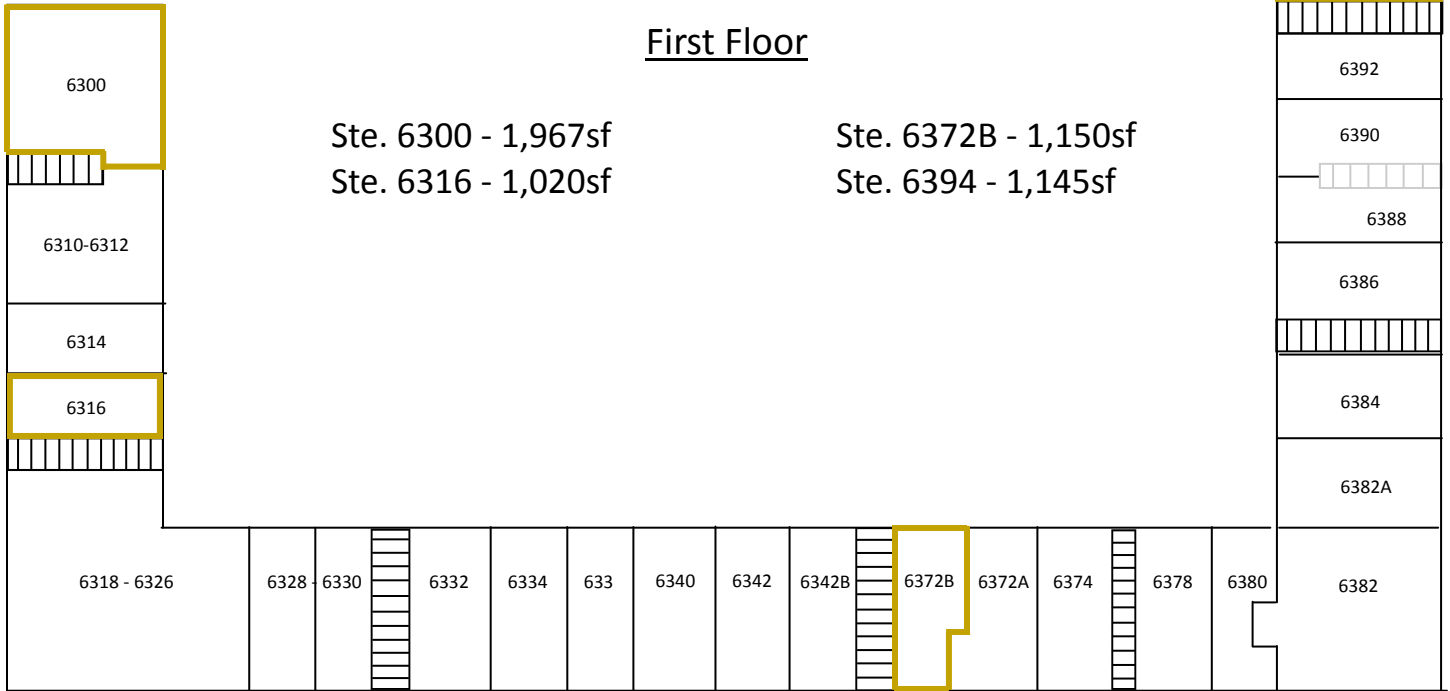 First Floor
Ste. 6300 - 1,967sf
Ste. 6316 - 1,020sf
Ste. 6372B - 1,150sf
Ste. 6394 - 1,145sf
6300
6310-6312
6314
6316
6318 - 6326
6328 - 6330
6332
6334
633
6340
6342
6342B
6372B
6372A
6374
6378
6380
6382
6382A
6384
6386
6388
6390
6392